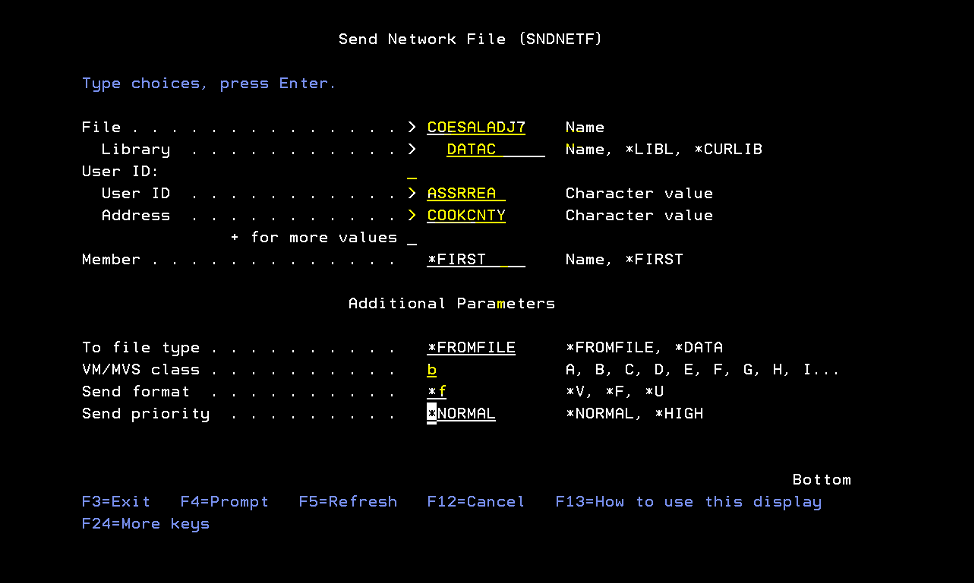 Send Network File (SNDNETF)
Type choices, press Enter.
File . . . . . . . . . . . . . . > COESALADJ7 Name
Library . . . . . . . . . . . > DATAC Name, *LIBL, *CURLIB
User ID: _
User ID . . . . . . . . . . . > ASSRREA Character value
Address . . . . . . . . . . . > COOKCNTY Character value
+ for more values _
Member . . . . . . . . . . . . . *FIRST Name, *FIRST
Additional Parameters
To file type . . . . . . . . . . *FROMFILE *FROMFILE, *DATA
VM/MVS class . . . . . . . . . . b A, B, C, D, E, F, G, H, I...
Send format . . . . . . . . . . *f *V, *F, *U
Send priority . . . . . . . . . *NORMAL *NORMAL, *HIGH
Bottom
F3=Exit F4=Prompt F5=Refresh F12=Cancel F13=How to use this display
F24=More keys